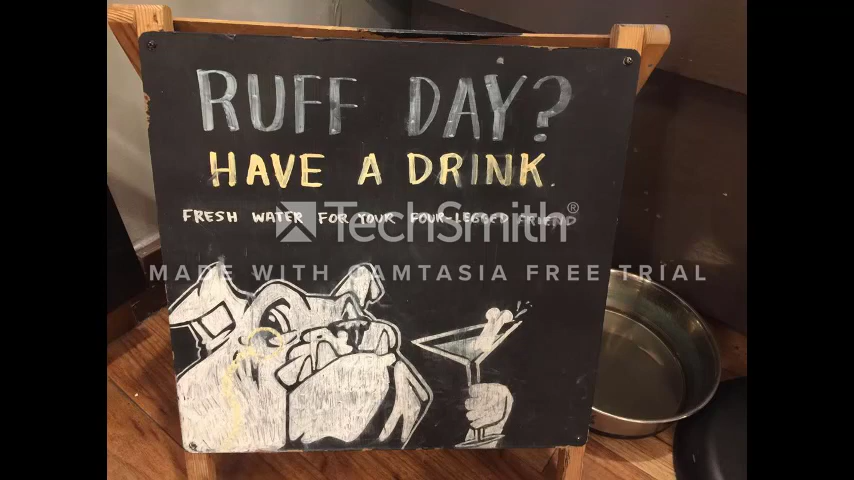 RUFF DAY?
HAVE A DRINK.
FRESH WATER FOR YOUR FOUR-LEGGED FRIEND
TechSmith®
MADE WITH CAMTASIA FREE TRIAL